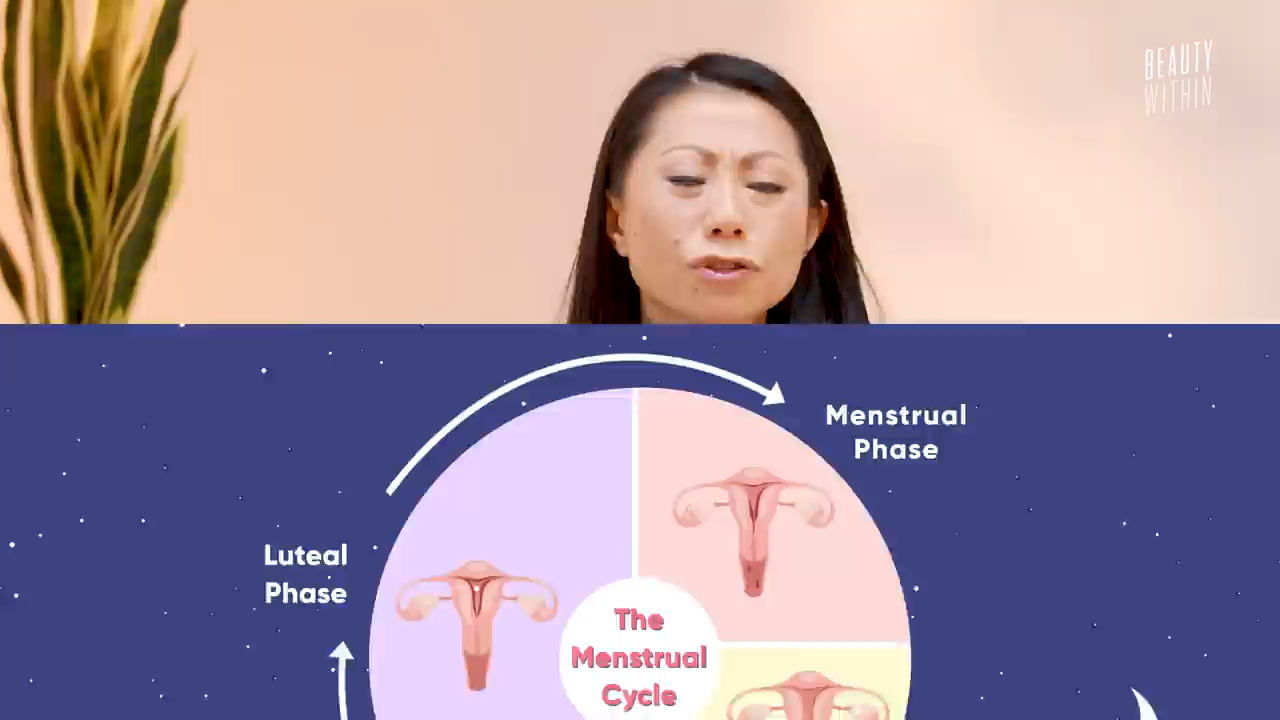 BEAUTY
WITHIN
Menstrual
Phase
Luteal
Phase
The
Menstrual
Cycle